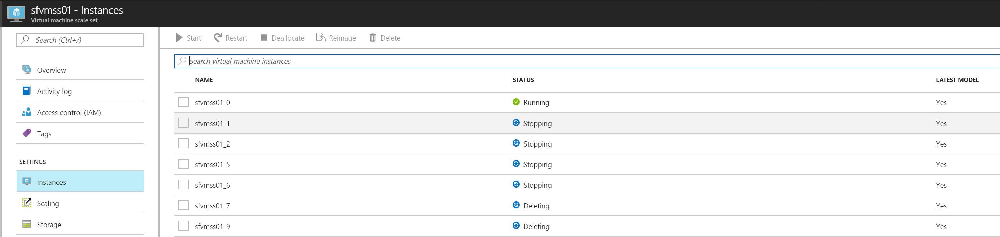 sfvmss01 - Instances
Virtual machine scale set
Search (Ctrl+/)
Overview
Activity log
Access control (IAM)
Tags
SETTINGS
Instances
Scaling
Storage
Start Restart Deallocate Reimage Delete
Search virtual machine instances
NAME STATUS LATEST MODEL
sfvmss01_0 Running Yes
sfvmss01_1 Stopping Yes
sfvmss01_2 Stopping Yes
sfvmss01_5 Stopping Yes
sfvmss01_6 Stopping Yes
sfvmss01_7 Deleting Yes
sfvmss01_9 Deleting Yes